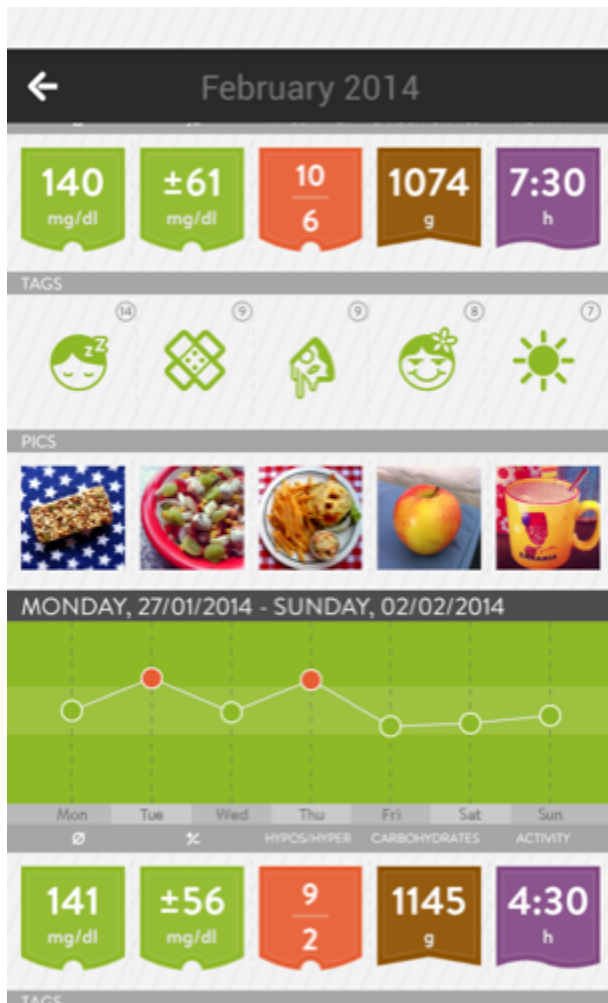 February 2014
140 ±61 10 1074 7:30
mg/dl mg/dl 6 g h
TAGS
14 9 9 8 7
zZ
PICS
MONDAY, 27/01/2014 - SUNDAY, 02/02/2014
Mon Tue Wed Thu Fri Sat Sun
Ø HYPOS/HYPER CARBOHYDRATES ACTIVITY
141 ±56 9 1145 4:30
mg/dl mg/dl 2 g h
TAGS